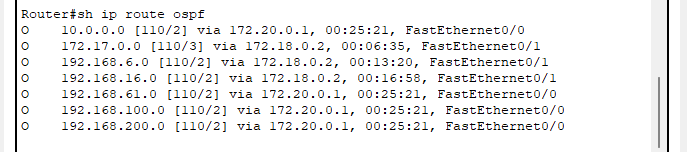 Router#sh ip route ospf
O    10.0.0.0 [110/2] via 172.20.0.1, 00:25:21, FastEthernet0/0
O    172.17.0.0 [110/3] via 172.18.0.2, 00:06:35, FastEthernet0/1
O    192.168.6.0 [110/2] via 172.18.0.2, 00:13:20, FastEthernet0/1
O    192.168.16.0 [110/2] via 172.18.0.2, 00:16:58, FastEthernet0/1
O    192.168.61.0 [110/2] via 172.20.0.1, 00:25:21, FastEthernet0/0
O    192.168.100.0 [110/2] via 172.20.0.1, 00:25:21, FastEthernet0/0
O    192.168.200.0 [110/2] via 172.20.0.1, 00:25:21, FastEthernet0/0